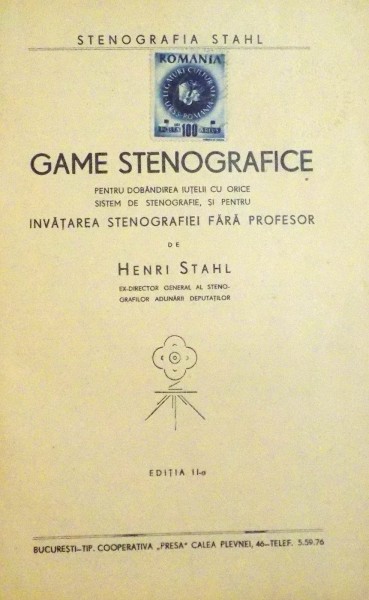 STENOGRAFIA STAHL
ROMANIA
100
GAME STENOGRAFICE
PENTRU DOBÂNDIREA IUȚELII CU ORICE
SISTEM DE STENOGRAFIE, ȘI PENTRU
INVĂȚAREA STENOGRAFIEI FĂRĂ PROFESOR
DE
HENRI STAHL
EX-DIRECTOR GENERAL AL STENO-
GRAFILOR ADUNĂRII DEPUTAȚILOR
EDIȚIA II-a
BUCUREȘTI–TIP. COOPERATIVA „PRESA" CALEA PLEVNEI, 46–TELEF. 5.59.76